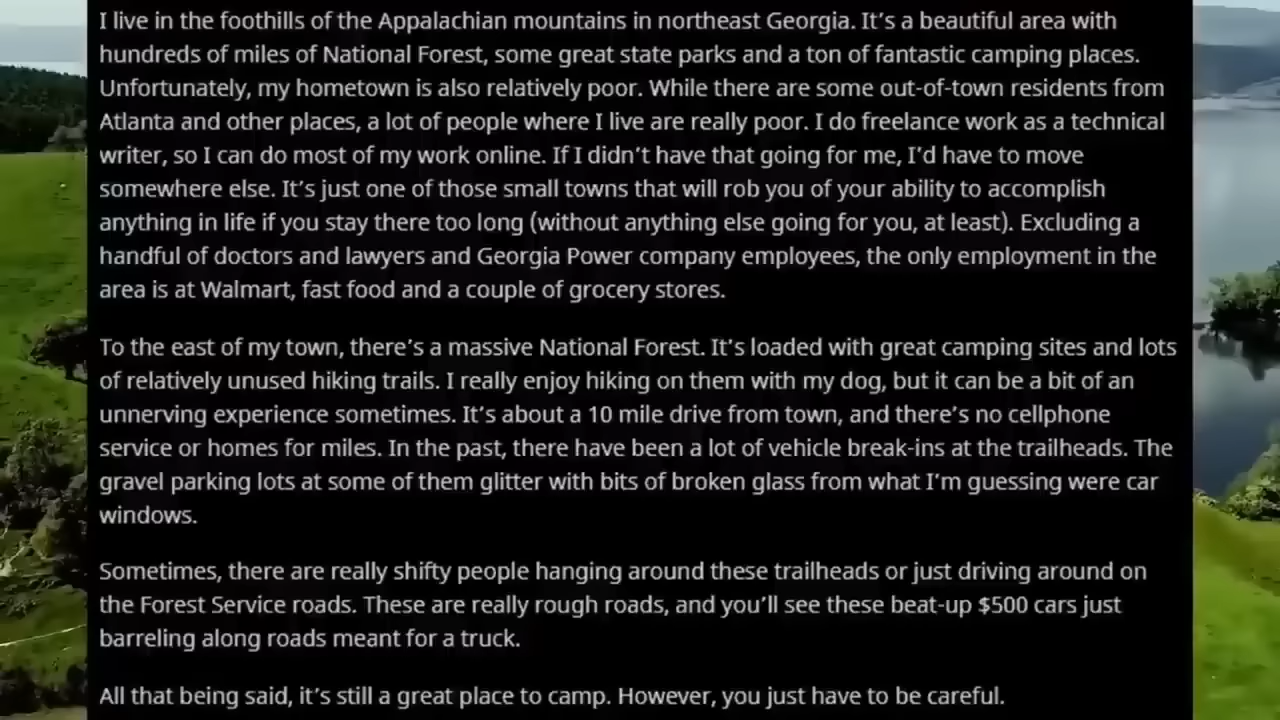 I live in the foothills of the Appalachian mountains in northeast Georgia. It’s a beautiful area with
hundreds of miles of National Forest, some great state parks and a ton of fantastic camping places.
Unfortunately, my hometown is also relatively poor. While there are some out-of-town residents from
Atlanta and other places, a lot of people where I live are really poor. I do freelance work as a technical
writer, so I can do most of my work online. If I didn’t have that going for me, I’d have to move
somewhere else. It’s just one of those small towns that will rob you of your ability to accomplish
anything in life if you stay there too long (without anything else going for you, at least). Excluding a
handful of doctors and lawyers and Georgia Power company employees, the only employment in the
area is at Walmart, fast food and a couple of grocery stores.
To the east of my town, there’s a massive National Forest. It’s loaded with great camping sites and lots
of relatively unused hiking trails. I really enjoy hiking on them with my dog, but it can be a bit of an
unnerving experience sometimes. It’s about a 10 mile drive from town, and there’s no cellphone
service or homes for miles. In the past, there have been a lot of vehicle break-ins at the trailheads. The
gravel parking lots at some of them glitter with bits of broken glass from what I’m guessing were car
windows.
Sometimes, there are really shifty people hanging around these trailheads or just driving around on
the Forest Service roads. These are really rough roads, and you’ll see these beat-up $500 cars just
barreling along roads meant for a truck.
All that being said, it’s still a great place to camp. However, you just have to be careful.